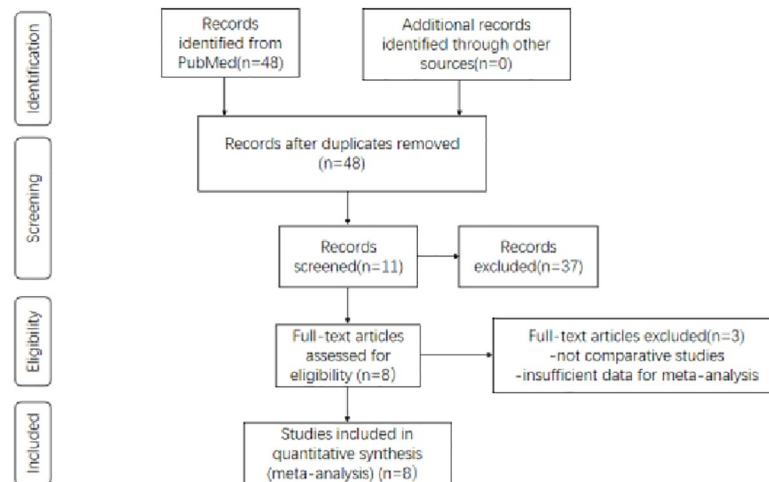 Identification
Records
identified from
PubMed(n=48)
Additional records
identified through other
sources(n=0)
Records after duplicates removed
(n=48)
Screening
Records
screened(n=11)
Records
excluded(n=37)
Eligibility
Full-text articles
assessed for
eligibility (n=8)
Full-text articles excluded(n=3)
-not comparative studies
-insufficient data for meta-analysis
Included
Studies included in
quantitative synthesis
(meta-analysis) (n=8)